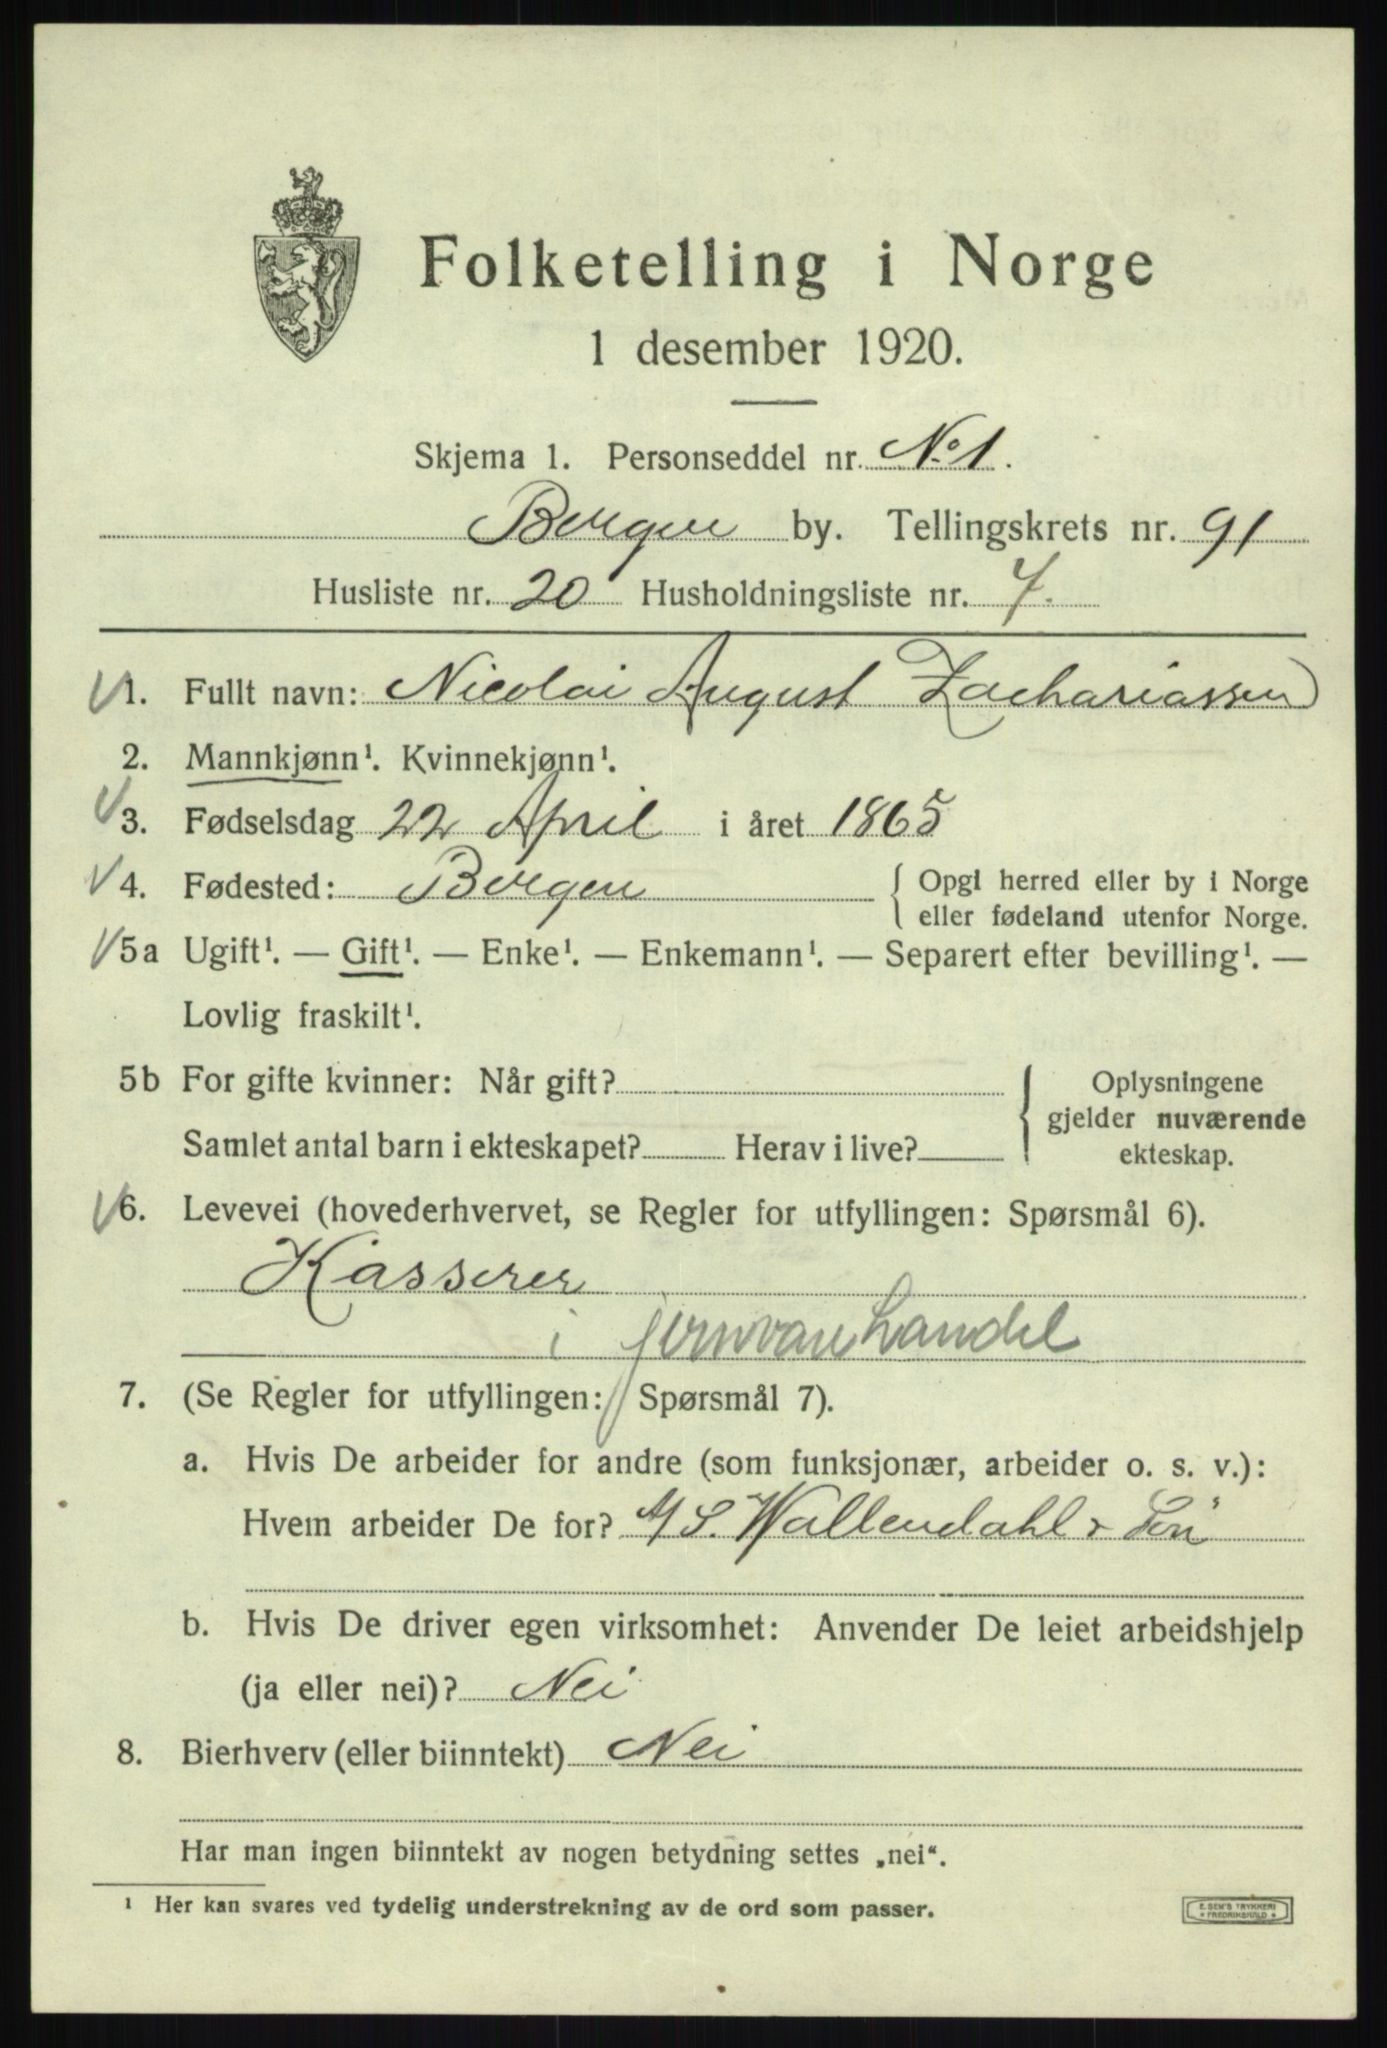 Folketelling i Norge
1 desember 1920.
Skjema 1. Personseddel nr. No 1.
Bergen by. Tellingskrets nr. 91
Husliste nr. 20 Husholdningsliste nr. 7.
1. Fullt navn: Nicolai August Zachariassen
2. Mannkjønn¹. Kvinnekjønn¹.
3. Fødselsdag 22 April i året 1865
4. Fødested: Bergen { Opgi herred eller by i Norge
eller fødeland utenfor Norge.
5a Ugift¹. — Gift¹. — Enke¹. — Enkemann¹. — Separert efter bevilling¹. —
Lovlig fraskilt¹.
5b For gifte kvinner: Når gift? { Oplysningene
gjelder nuværende
Samlet antal barn i ekteskapet? Herav i live? ekteskap.
6. Levevei (hovederhvervet, se Regler for utfyllingen: Spørsmål 6).
Kasserer
i jernvarehandel
7. (Se Regler for utfyllingen: Spørsmål 7).
a. Hvis De arbeider for andre (som funksjonær, arbeider o. s. v.):
Hvem arbeider De for? A/S. Wallendahl & Søn
b. Hvis De driver egen virksomhet: Anvender De leiet arbeidshjelp
(ja eller nei)? Nei
8. Bierhverv (eller biinntekt) Nei
Har man ingen biinntekt av nogen betydning settes „nei“.
¹ Her kan svares ved tydelig understrekning av de ord som passer.
E. SEM'S TRYKKERI
* FREDRIKSHALD *